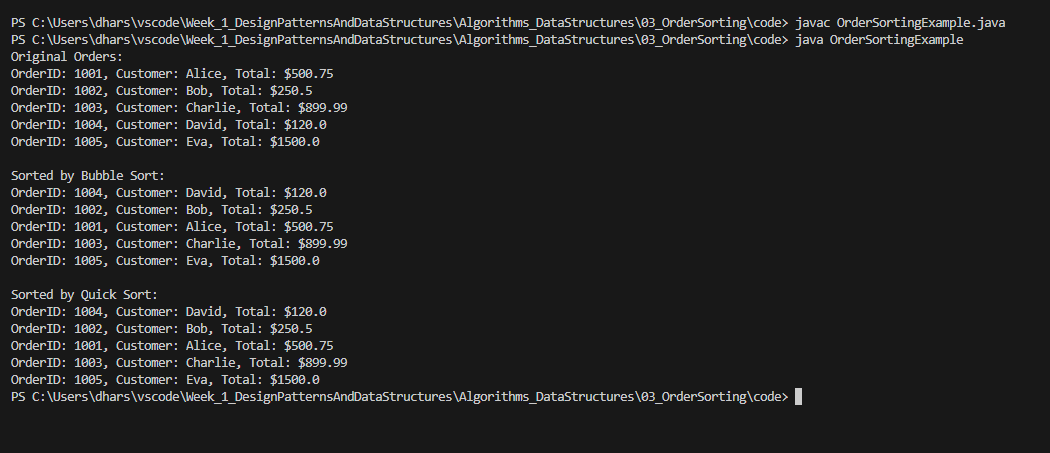 PS C:\Users\dhars\vscode\Week_1_DesignPatternsAndDataStructures\Algorithms_DataStructures\03_OrderSorting\code> javac OrderSortingExample.java
PS C:\Users\dhars\vscode\Week_1_DesignPatternsAndDataStructures\Algorithms_DataStructures\03_OrderSorting\code> java OrderSortingExample
Original Orders:
OrderID: 1001, Customer: Alice, Total: $500.75
OrderID: 1002, Customer: Bob, Total: $250.5
OrderID: 1003, Customer: Charlie, Total: $899.99
OrderID: 1004, Customer: David, Total: $120.0
OrderID: 1005, Customer: Eva, Total: $1500.0

Sorted by Bubble Sort:
OrderID: 1004, Customer: David, Total: $120.0
OrderID: 1002, Customer: Bob, Total: $250.5
OrderID: 1001, Customer: Alice, Total: $500.75
OrderID: 1003, Customer: Charlie, Total: $899.99
OrderID: 1005, Customer: Eva, Total: $1500.0

Sorted by Quick Sort:
OrderID: 1004, Customer: David, Total: $120.0
OrderID: 1002, Customer: Bob, Total: $250.5
OrderID: 1001, Customer: Alice, Total: $500.75
OrderID: 1003, Customer: Charlie, Total: $899.99
OrderID: 1005, Customer: Eva, Total: $1500.0
PS C:\Users\dhars\vscode\Week_1_DesignPatternsAndDataStructures\Algorithms_DataStructures\03_OrderSorting\code>